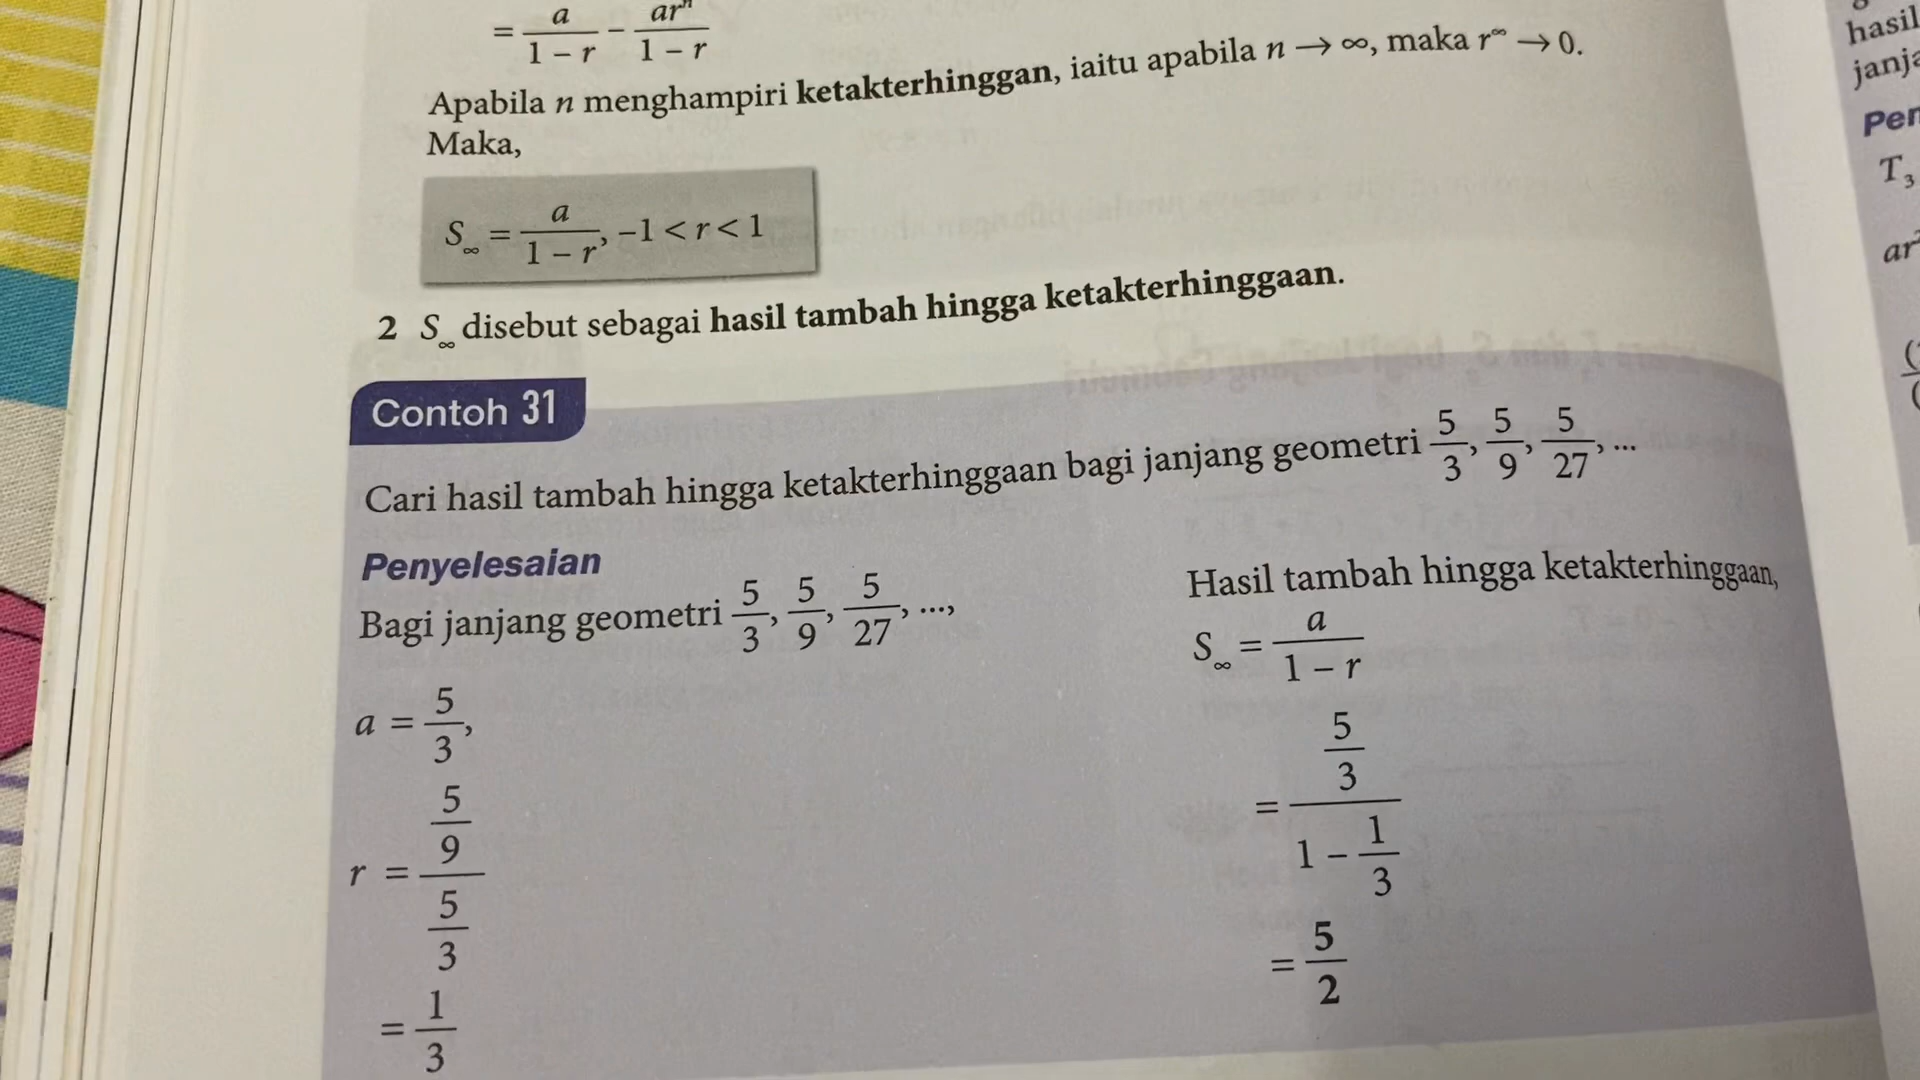 = a/(1 − r) − arⁿ/(1 − r)
Apabila n menghampiri ketakterhinggan, iaitu apabila n → ∞, maka r^∞ → 0.
Maka,
S∞ = a/(1 − r), −1 < r < 1
2 S∞ disebut sebagai hasil tambah hingga ketakterhinggaan.
Contoh 31
Cari hasil tambah hingga ketakterhinggaan bagi janjang geometri 5/3, 5/9, 5/27, ...
Penyelesaian
Bagi janjang geometri 5/3, 5/9, 5/27, ...,
a = 5/3,
r = (5/9)/(5/3)
= 1/3
Hasil tambah hingga ketakterhinggaan,
S∞ = a/(1 − r)
= (5/3)/(1 − 1/3)
= 5/2
hasil
T₃